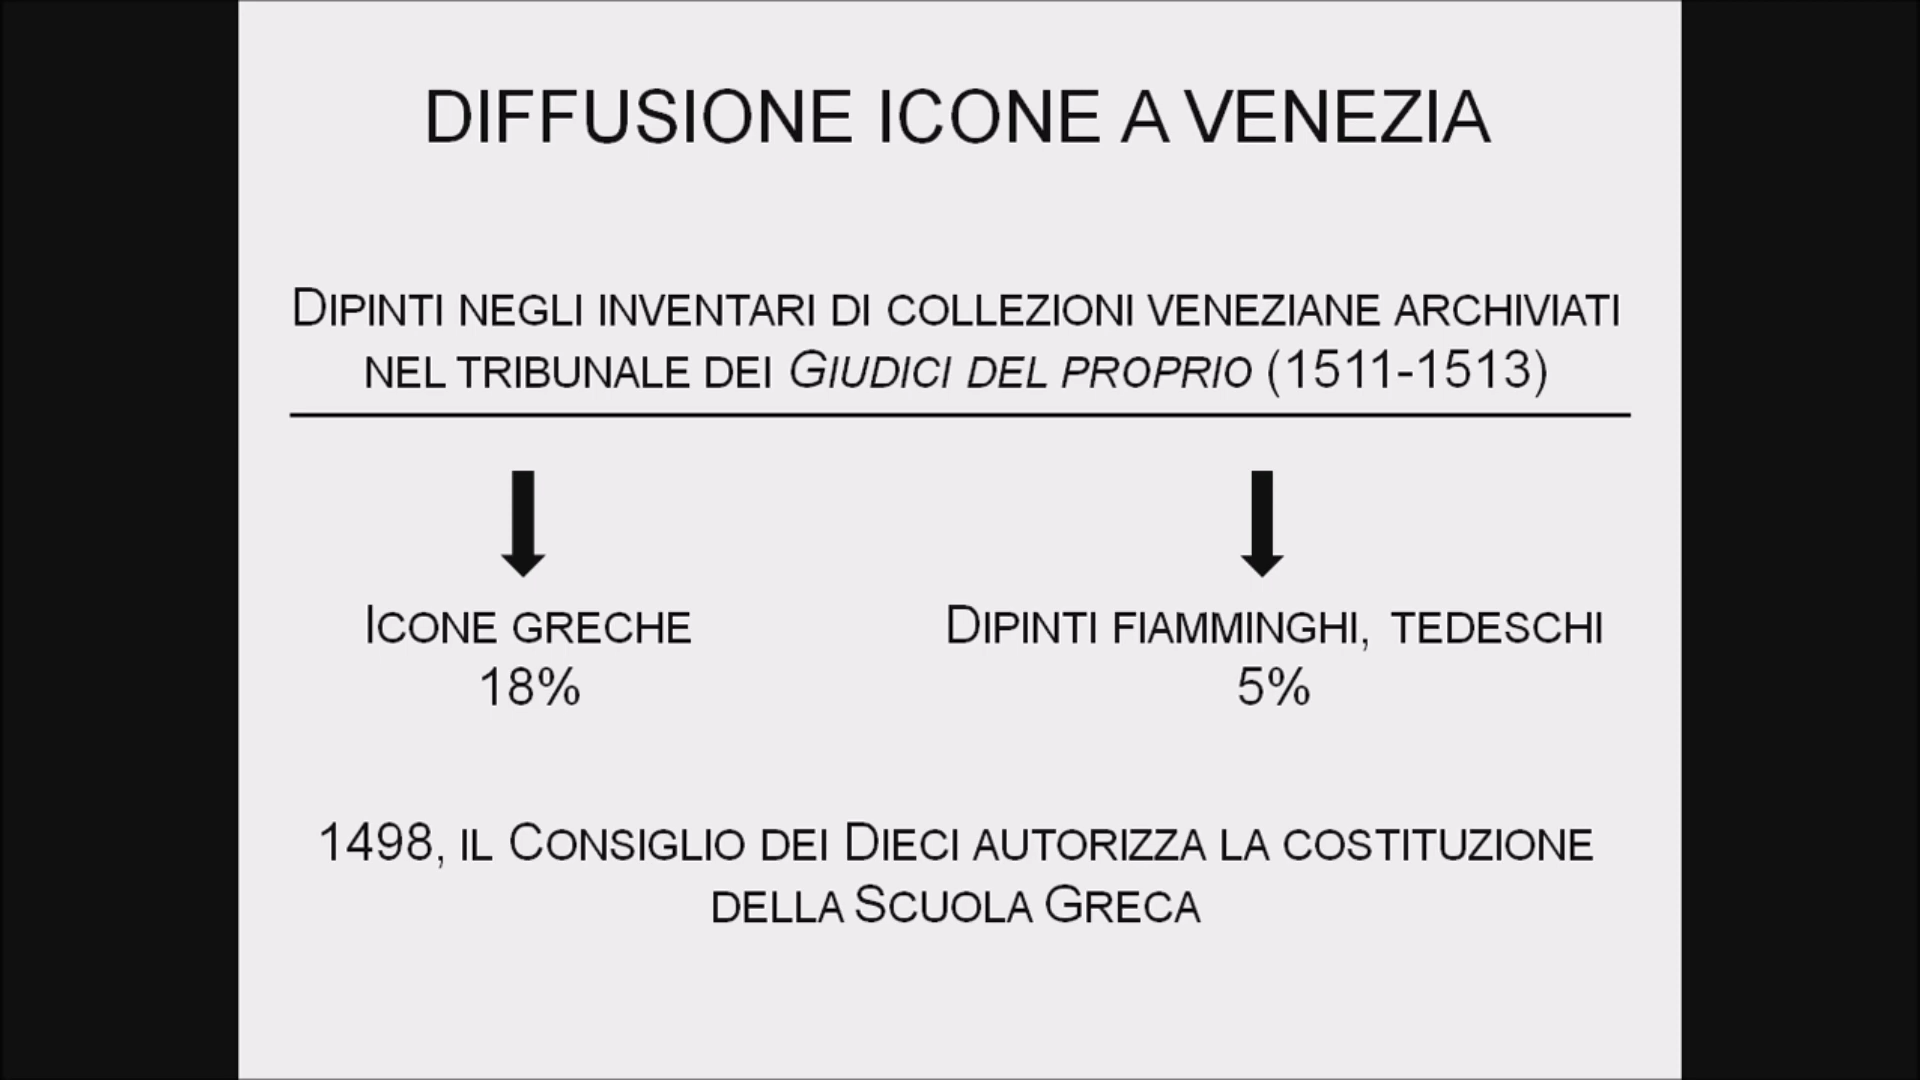 DIFFUSIONE ICONE A VENEZIA
DIPINTI NEGLI INVENTARI DI COLLEZIONI VENEZIANE ARCHIVIATI
NEL TRIBUNALE DEI GIUDICI DEL PROPRIO (1511-1513)
ICONE GRECHE
18%
DIPINTI FIAMMINGHI, TEDESCHI
5%
1498, IL CONSIGLIO DEI DIECI AUTORIZZA LA COSTITUZIONE
DELLA SCUOLA GRECA